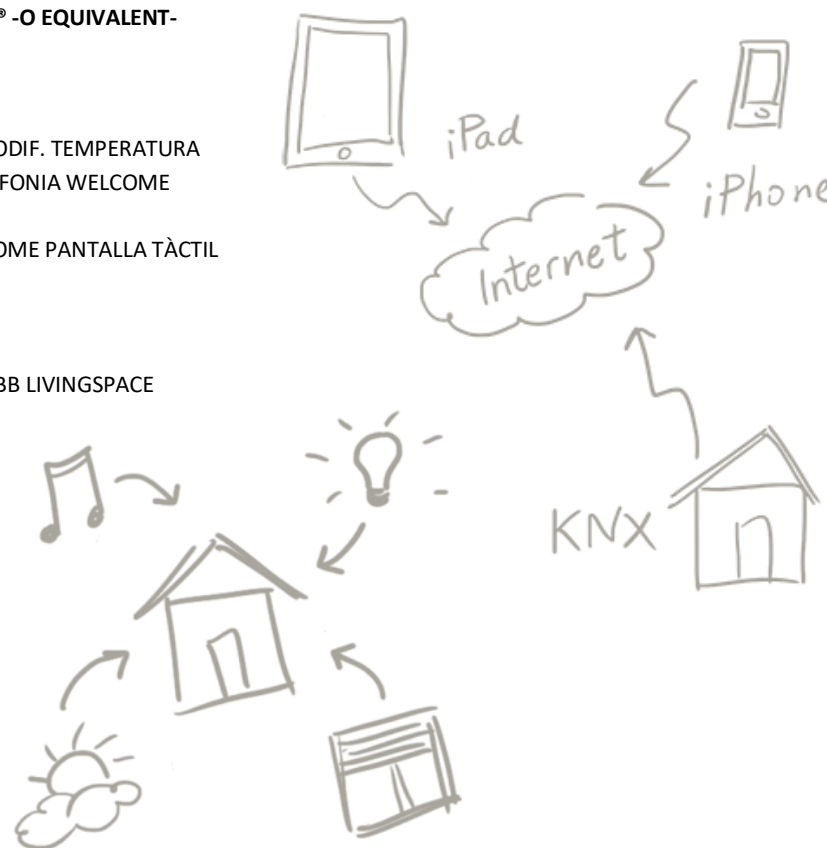 ® -O EQUIVALENT-
ODIF. TEMPERATURA
FONIA WELCOME
OME PANTALLA TÀCTIL
BB LIVINGSPACE
iPad
iPhone
Internet
KNX